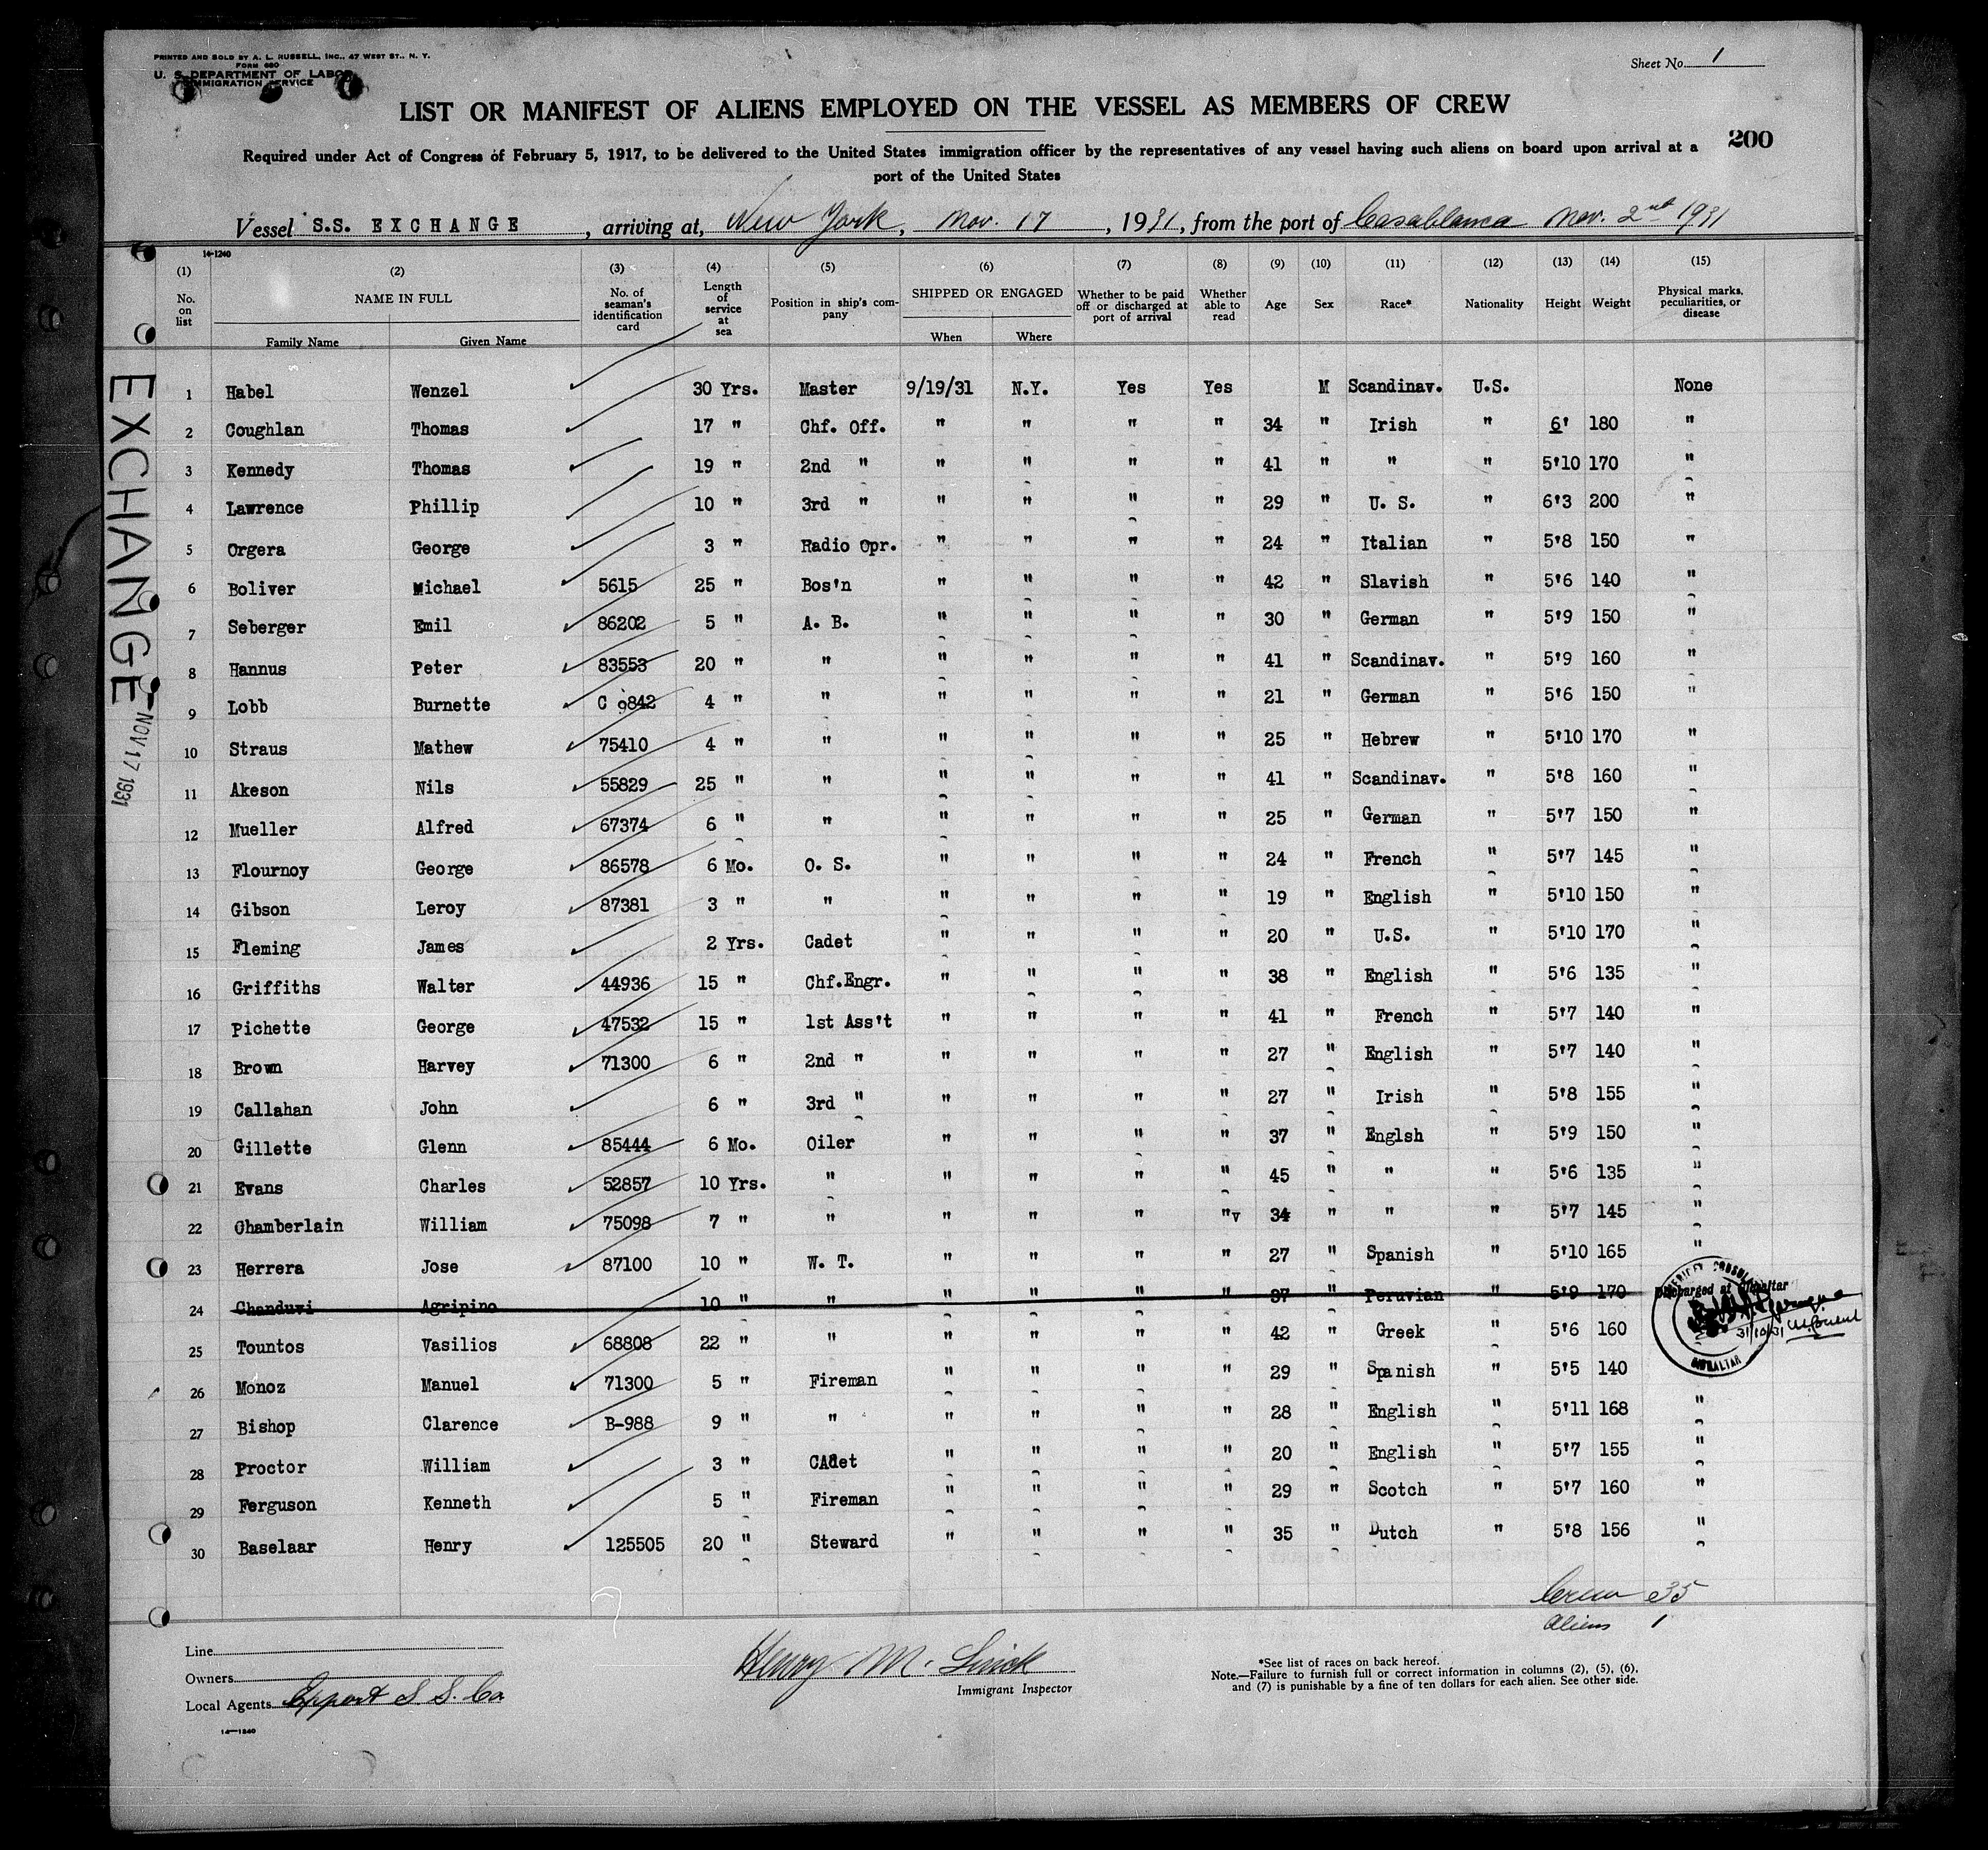 PRINTED AND SOLD BY A. L. RUSSELL, INC., 47 WEST ST., N. Y.
FORM 680
U. S. DEPARTMENT OF LABOR
IMMIGRATION SERVICE
Sheet No. 1
LIST OR MANIFEST OF ALIENS EMPLOYED ON THE VESSEL AS MEMBERS OF CREW
200
Required under Act of Congress of February 5, 1917, to be delivered to the United States immigration officer by the representatives of any vessel having such aliens on board upon arrival at a
port of the United States
Vessel S.S. EXCHANGE, arriving at, New York, Nov. 17, 1931, from the port of Casablanca Nov. 2nd 1931
14-1240
(1) (2) (3) (4) (5) (6) (7) (8) (9) (10) (11) (12) (13) (14) (15)
No. on list NAME IN FULL Family Name Given Name No. of seaman's identification card Length of service at sea Position in ship's company SHIPPED OR ENGAGED When Where Whether to be paid off or discharged at port of arrival Whether able to read Age Sex Race* Nationality Height Weight Physical marks, peculiarities, or disease
1 Habel Wenzel 30 Yrs. Master 9/19/31 N.Y. Yes Yes M Scandinav. U.S. None
2 Coughlan Thomas 17 " Chf. Off. " " " " 34 " Irish " 6' 180 "
3 Kennedy Thomas 19 " 2nd " " " " " 41 " " " 5'10 170 "
4 Lawrence Phillip 10 " 3rd " " " " " 29 " U. S. " 6'3 200 "
5 Orgera George 3 " Radio Opr. " " " " 24 " Italian " 5'8 150 "
6 Boliver Michael 5615 25 " Bos'n " " " " 42 " Slavish " 5'6 140 "
7 Seberger Emil 86202 5 " A. B. " " " " 30 " German " 5'9 150 "
8 Hannus Peter 83553 20 " " " " " " 41 " Scandinav. " 5'9 160 "
9 Lobb Burnette C 9842 4 " " " " " " 21 " German " 5'6 150 "
10 Straus Mathew 75410 4 " " " " " " 25 " Hebrew " 5'10 170 "
11 Akeson Nils 55829 25 " " " " " " 41 " Scandinav. " 5'8 160 "
12 Mueller Alfred 67374 6 " " " " " " 25 " German " 5'7 150 "
13 Flournoy George 86578 6 Mo. O. S. " " " " 24 " French " 5'7 145 "
14 Gibson Leroy 87381 3 " " " " " " 19 " English " 5'10 150 "
15 Fleming James 2 Yrs. Cadet " " " " 20 " U.S. " 5'10 170 "
16 Griffiths Walter 44936 15 " Chf.Engr. " " " " 38 " English " 5'6 135 "
17 Pichette George 47532 15 " 1st Ass't " " " " 41 " French " 5'7 140 "
18 Brown Harvey 71300 6 " 2nd " " " " " 27 " English " 5'7 140 "
19 Callahan John 6 " 3rd " " " " " 27 " Irish " 5'8 155 "
20 Gillette Glenn 85444 6 Mo. Oiler " " " " 37 " Englsh " 5'9 150 "
21 Evans Charles 52857 10 Yrs. " " " " " 45 " " " 5'6 135 "
22 Chamberlain William 75098 7 " " " " " "v 34 " " " 5'7 145 "
23 Herrera Jose 87100 10 " W. T. " " " " 27 " Spanish " 5'10 165 "
24 Chanduvi Agripino 10 " " " " " " 37 " Peruvian " 5'9 170 Discharged at Gibraltar
AMERICAN CONSULATE GIBRALTAR 31/10/31
25 Tountos Vasilios 68808 22 " " " " " " 42 " Greek " 5'6 160
26 Monoz Manuel 71300 5 " Fireman " " " " 29 " Spanish " 5'5 140
27 Bishop Clarence B-988 9 " " " " " " 28 " English " 5'11 168 "
28 Proctor William 3 " CAdet " " " " 20 " English " 5'7 155 "
29 Ferguson Kenneth 5 " Fireman " " " " 29 " Scotch " 5'7 160 "
30 Baselaar Henry 125505 20 " Steward " " " " 35 " Dutch " 5'8 156 "
Crew 35
Aliens 1
EXCHANGE
NOV 17 1931
Line
Owners
Local Agents Export S. S. Co
14-1240
Henry M.
Immigrant Inspector
*See list of races on back hereof.
Note.—Failure to furnish full or correct information in columns (2), (5), (6),
and (7) is punishable by a fine of ten dollars for each alien. See other side.